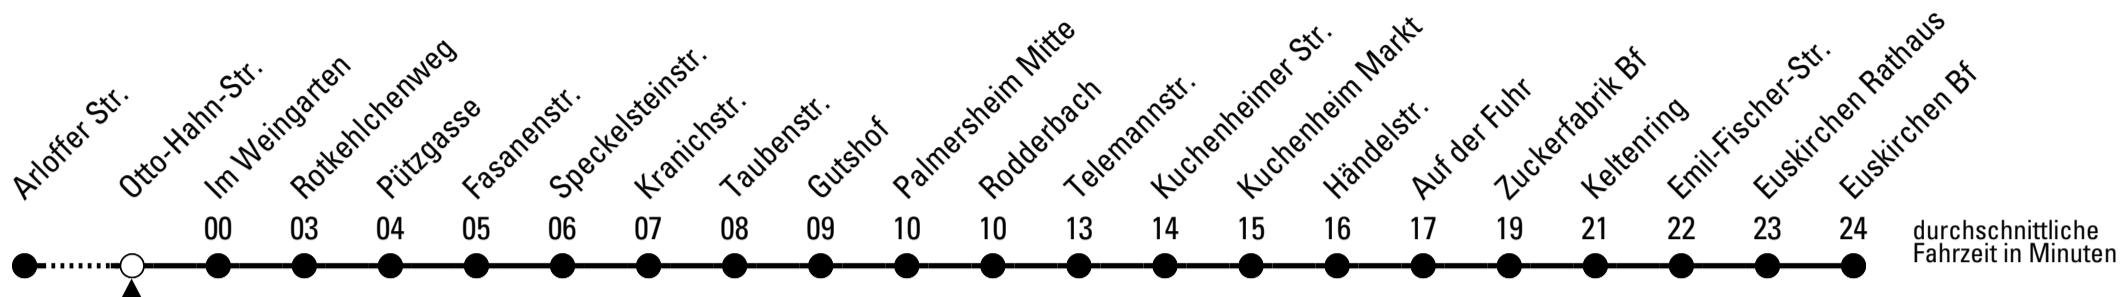 Arloffer Str.
Otto-Hahn-Str.
Im Weingarten
Rotkehlchenweg
Pützgasse
Fasanenstr.
Speckelsteinstr.
Kranichstr.
Taubenstr.
Gutshof
Palmersheim Mitte
Rodderbach
Telemannstr.
Kuchenheimer Str.
Kuchenheim Markt
Händelstr.
Auf der Fuhr
Zuckerfabrik Bf
Keltenring
Emil-Fischer-Str.
Euskirchen Rathaus
Euskirchen Bf
00 03 04 05 06 07 08 09 10 10 13 14 15 16 17 19 21 22 23 24
durchschnittliche
Fahrzeit in Minuten